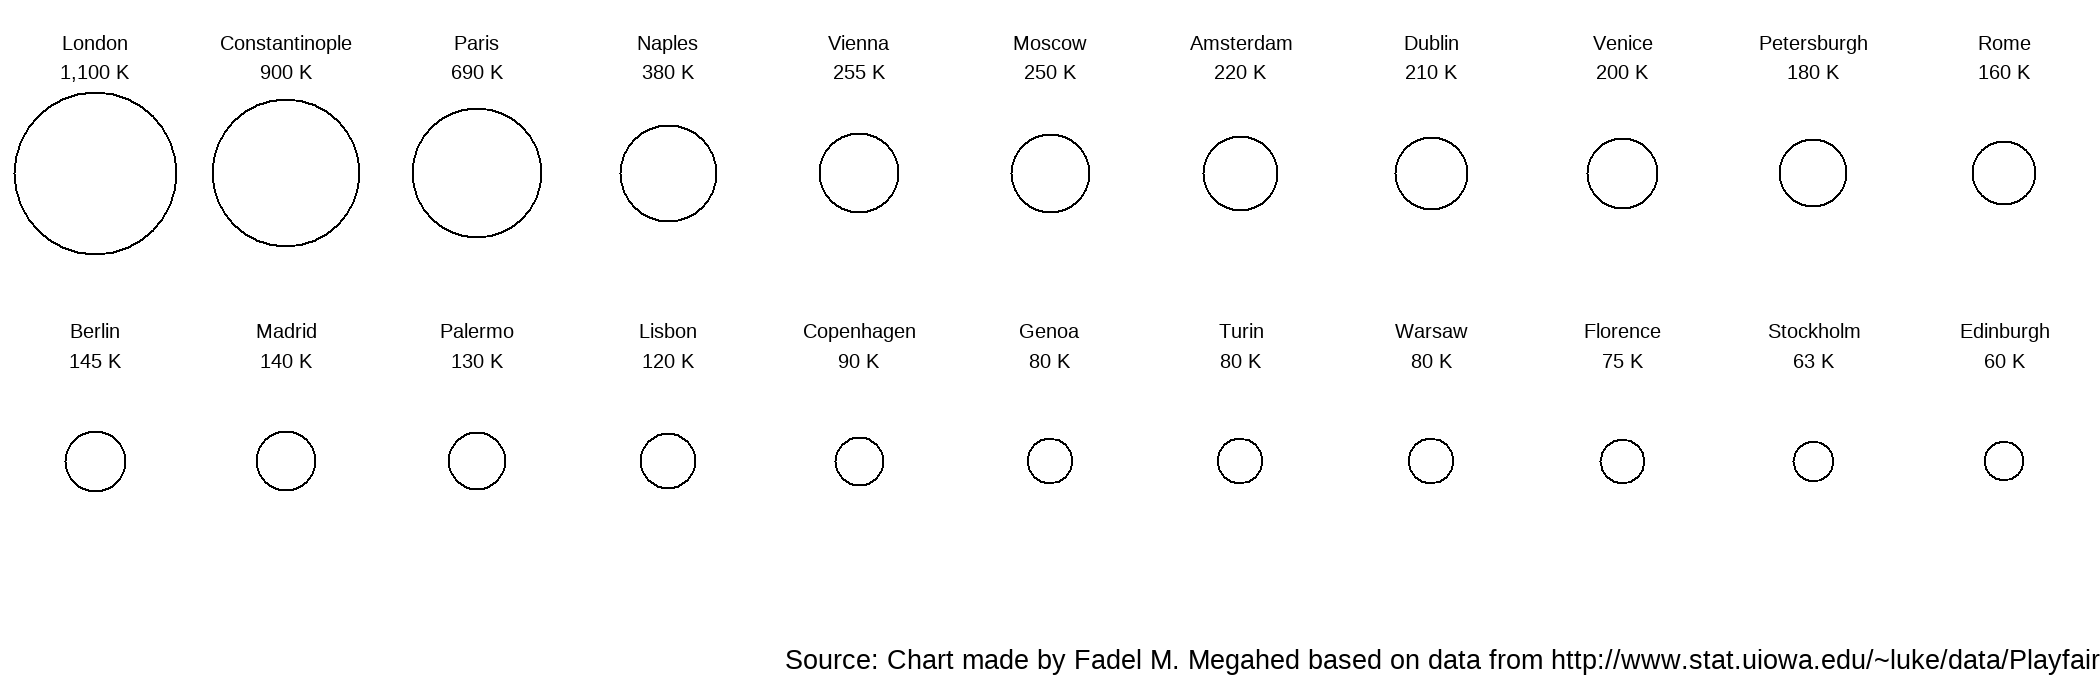 London Constantinople Paris Naples Vienna Moscow Amsterdam Dublin Venice Petersburgh Rome
1,100 K 900 K 690 K 380 K 255 K 250 K 220 K 210 K 200 K 180 K 160 K
Berlin Madrid Palermo Lisbon Copenhagen Genoa Turin Warsaw Florence Stockholm Edinburgh
145 K 140 K 130 K 120 K 90 K 80 K 80 K 80 K 75 K 63 K 60 K
Source: Chart made by Fadel M. Megahed based on data from http://www.stat.uiowa.edu/~luke/data/Playfair